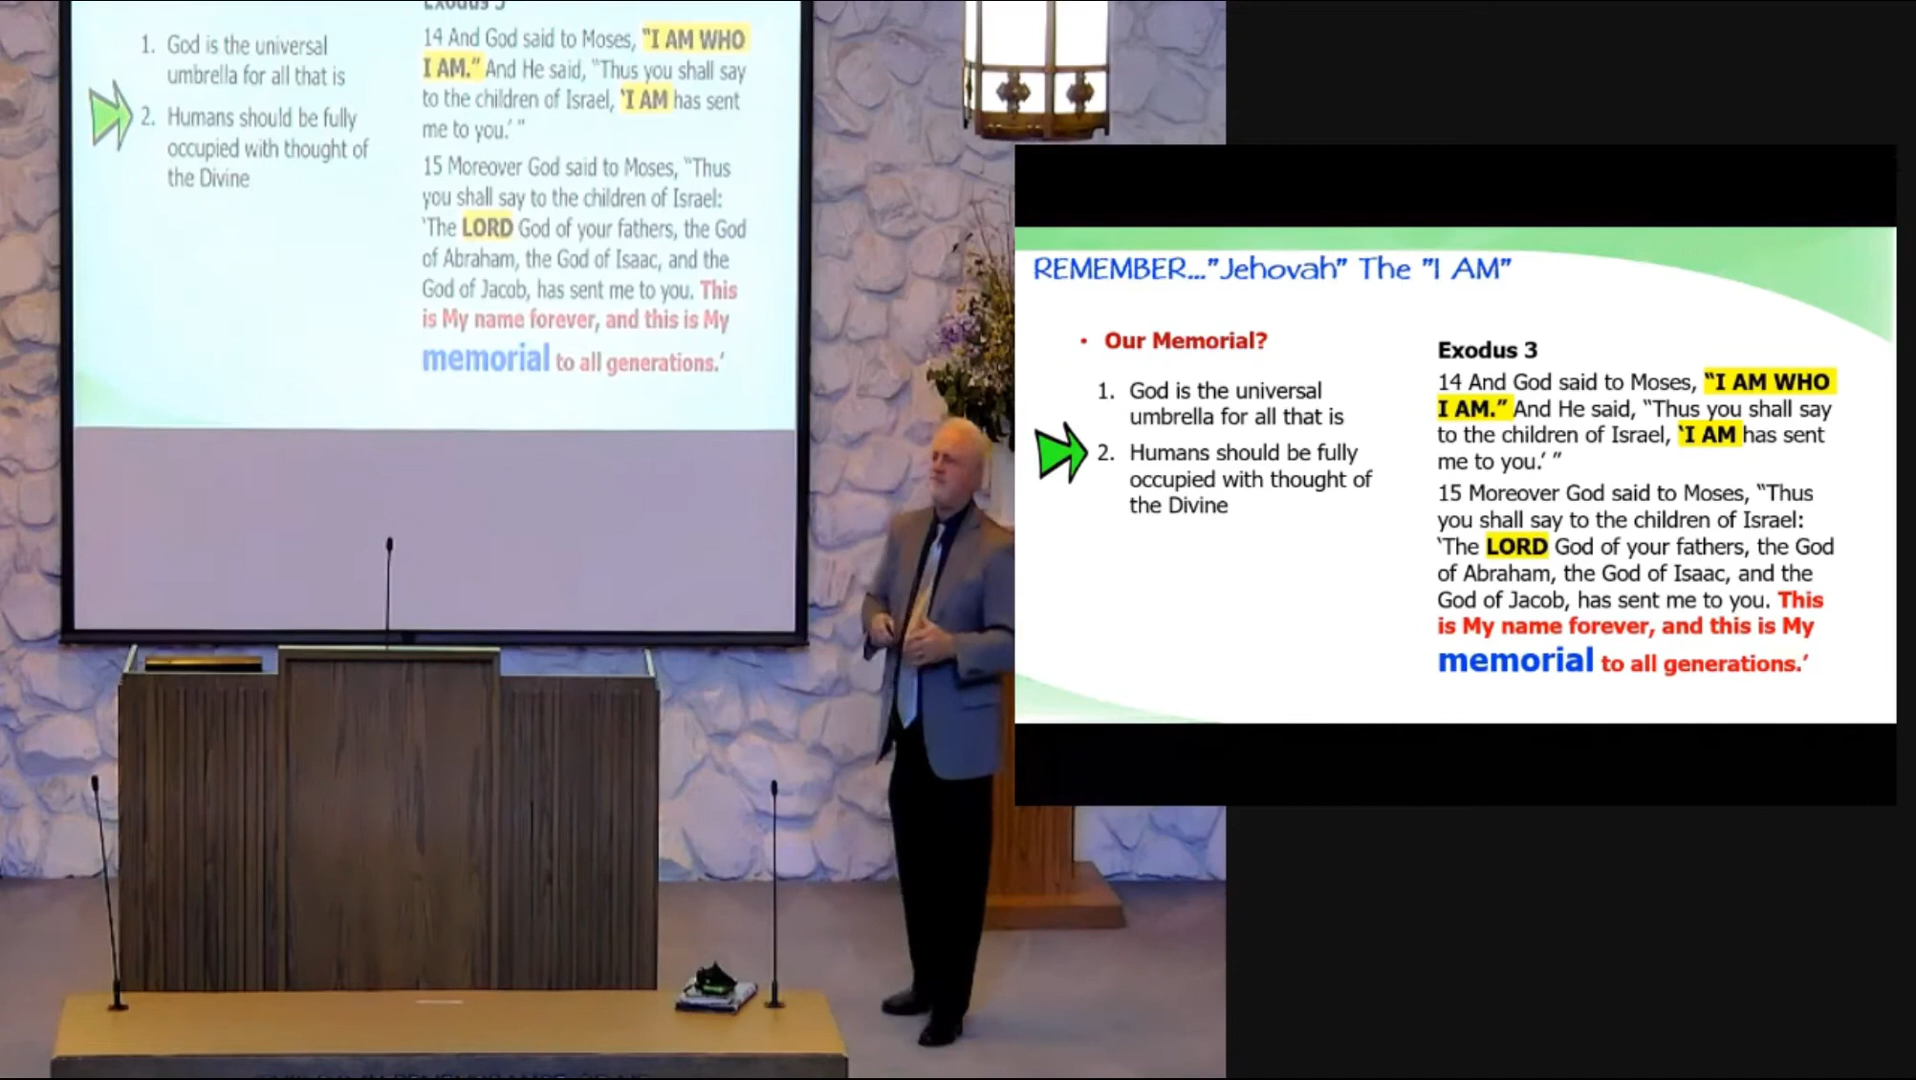 Exodus 3
1. God is the universal
umbrella for all that is
2. Humans should be fully
occupied with thought of
the Divine
14 And God said to Moses, “I AM WHO
I AM.” And He said, “Thus you shall say
to the children of Israel, ‘I AM has sent
me to you.’ ”
15 Moreover God said to Moses, “Thus
you shall say to the children of Israel:
‘The LORD God of your fathers, the God
of Abraham, the God of Isaac, and the
God of Jacob, has sent me to you. This
is My name forever, and this is My
memorial to all generations.’
REMEMBER..."Jehovah" The "I AM"
• Our Memorial?
1. God is the universal
umbrella for all that is
2. Humans should be fully
occupied with thought of
the Divine
Exodus 3
14 And God said to Moses, “I AM WHO
I AM.” And He said, “Thus you shall say
to the children of Israel, ‘I AM has sent
me to you.’ ”
15 Moreover God said to Moses, “Thus
you shall say to the children of Israel:
‘The LORD God of your fathers, the God
of Abraham, the God of Isaac, and the
God of Jacob, has sent me to you. This
is My name forever, and this is My
memorial to all generations.’